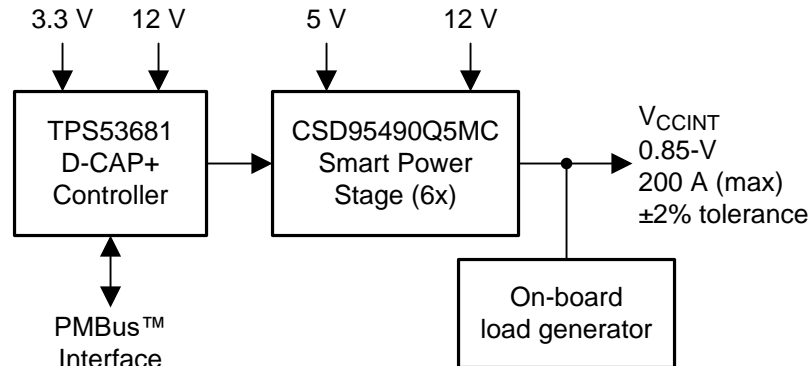 3.3 V 12 V 5 V 12 V
TPS53681
D-CAP+
Controller
CSD95490Q5MC
Smart Power
Stage (6x)
VCCINT
0.85-V
200 A (max)
±2% tolerance
On-board
load generator
PMBus™
Interface